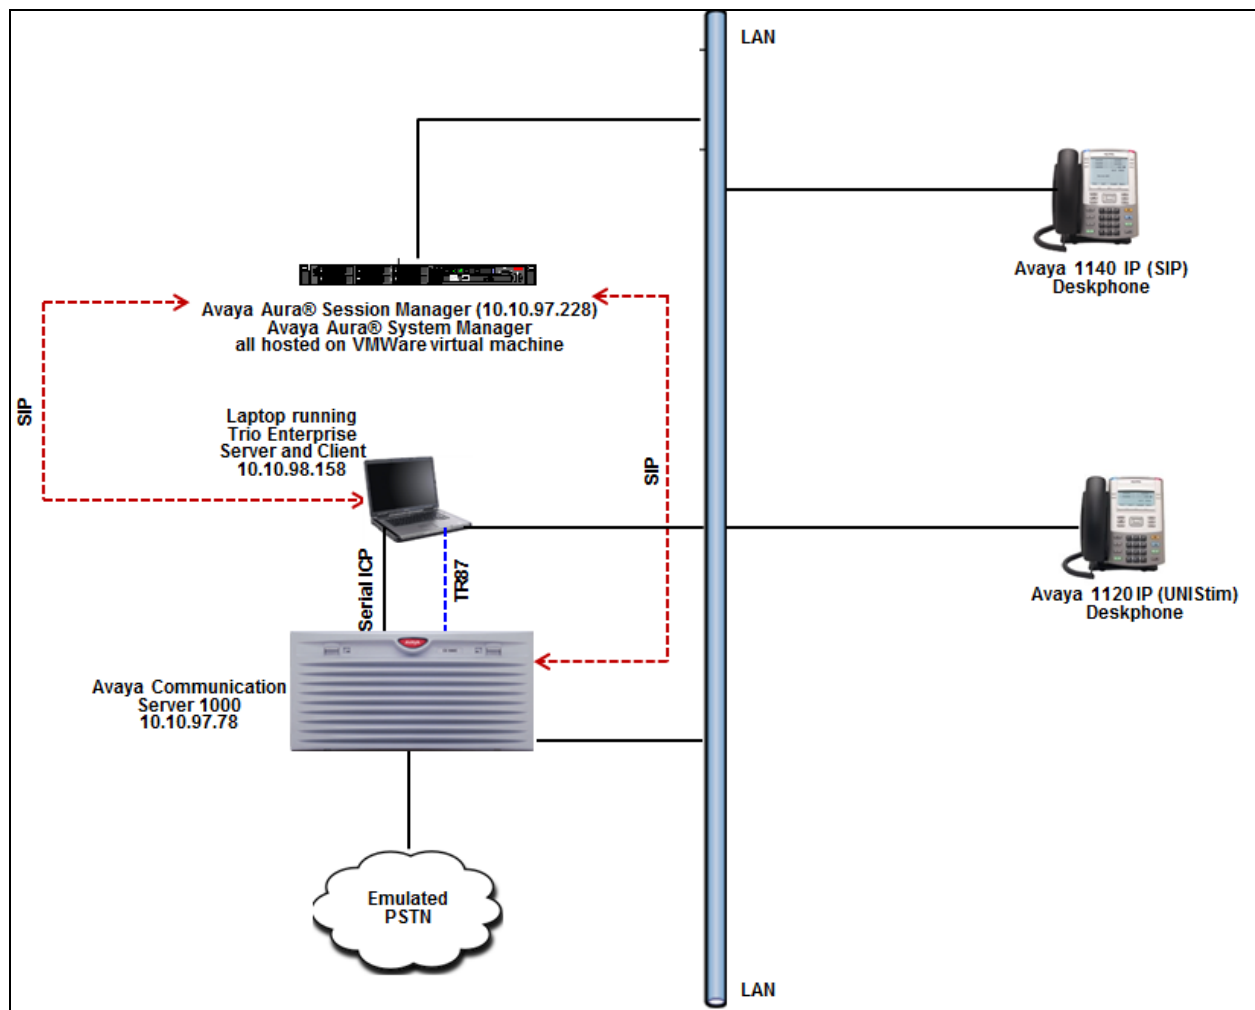 LAN
Avaya 1140 IP (SIP)
Deskphone
Avaya Aura® Session Manager (10.10.97.228)
Avaya Aura® System Manager
all hosted on VMWare virtual machine
SIP
Laptop running
Trio Enterprise
Server and Client
10.10.98.158
SIP
Serial ICP
TR87
Avaya 1120 IP (UNIStim)
Deskphone
Avaya Communication
Server 1000
10.10.97.78
Emulated
PSTN
LAN